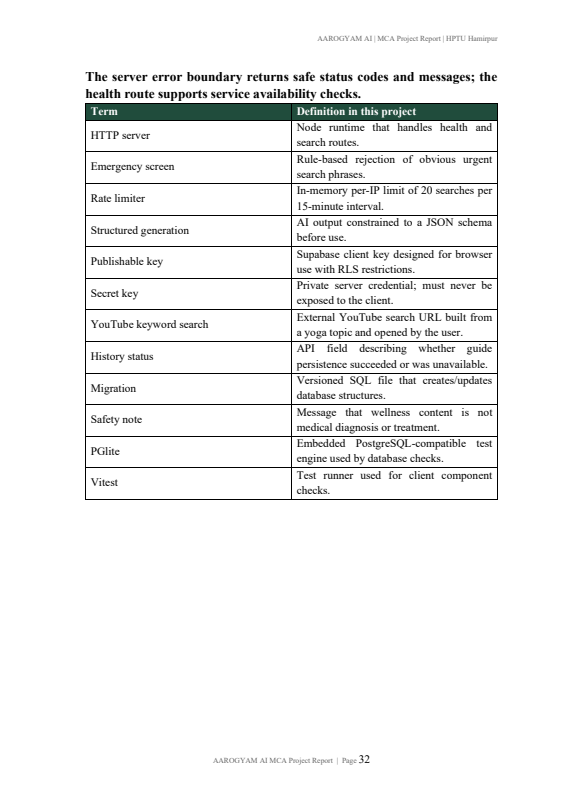 AAROGYAM AI | MCA Project Report | HPTU Hamirpur
The server error boundary returns safe status codes and messages; the
health route supports service availability checks.
Term
Definition in this project
HTTP server
Node runtime that handles health and
search routes.
Emergency screen
Rule-based rejection of obvious urgent
search phrases.
Rate limiter
In-memory per-IP limit of 20 searches per
15-minute interval.
Structured generation
AI output constrained to a JSON schema
before use.
Publishable key
Supabase client key designed for browser
use with RLS restrictions.
Secret key
Private server credential; must never be
exposed to the client.
YouTube keyword search
External YouTube search URL built from
a yoga topic and opened by the user.
History status
API field describing whether guide
persistence succeeded or was unavailable.
Migration
Versioned SQL file that creates/updates
database structures.
Safety note
Message that wellness content is not
medical diagnosis or treatment.
PGlite
Embedded PostgreSQL-compatible test
engine used by database checks.
Vitest
Test runner used for client component
checks.
AAROGYAM AI MCA Project Report | Page 32